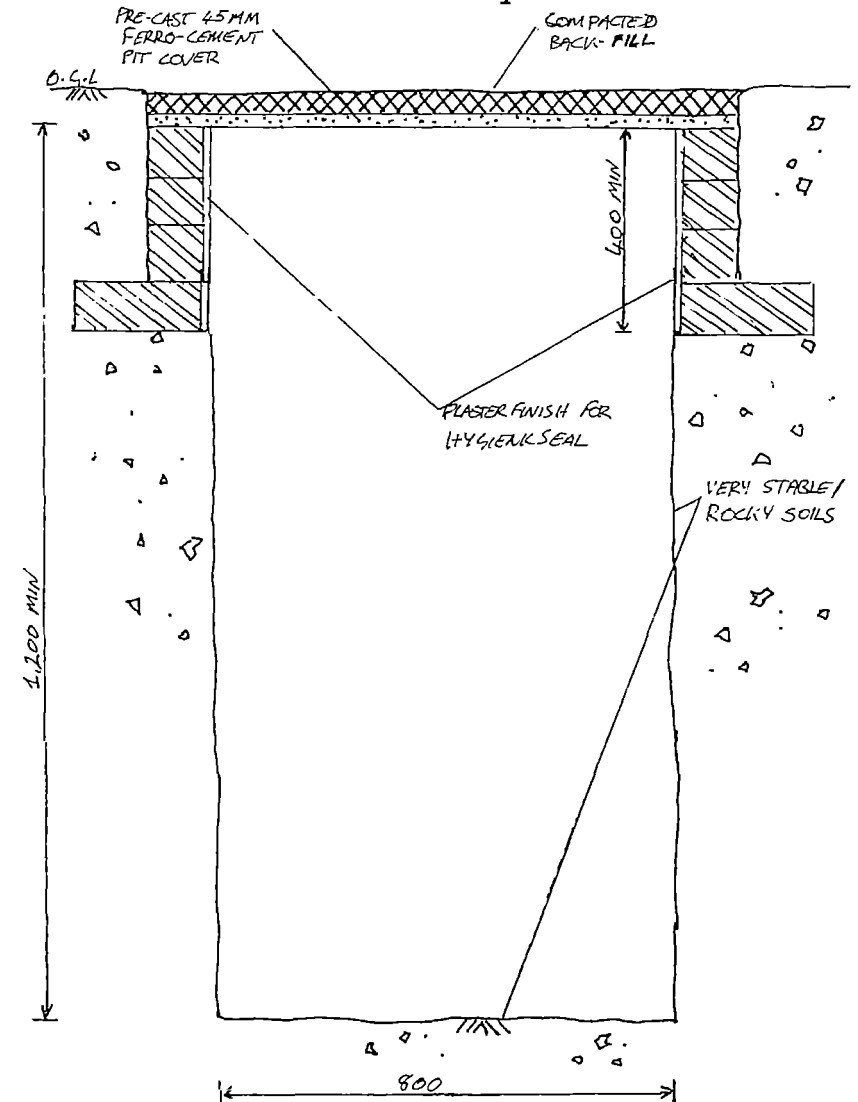 PRE-CAST 45MM
FERRO-CEMENT
PIT COVER
COMPACTED
BACK-FILL
O.G.L
400 MIN
PLASTER FINISH FOR
HYGIENK SEAL
VERY STABLE/
ROCKY SOILS
1.200 MIN
800